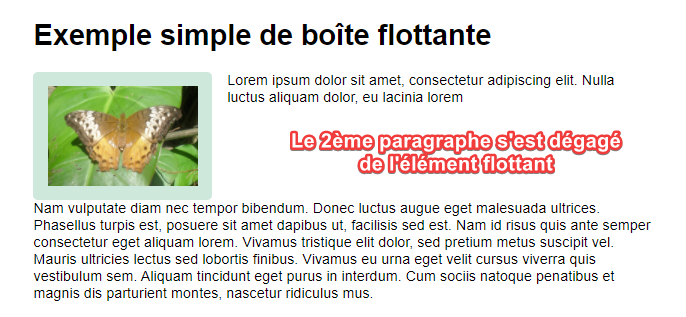 Exemple simple de boîte flottante
Lorem ipsum dolor sit amet, consectetur adipiscing elit. Nulla
luctus aliquam dolor, eu lacinia lorem
Le 2ème paragraphe s'est dégagé
de l'élément flottant
Nam vulputate diam nec tempor bibendum. Donec luctus augue eget malesuada ultrices.
Phasellus turpis est, posuere sit amet dapibus ut, facilisis sed est. Nam id risus quis ante semper
consectetur eget aliquam lorem. Vivamus tristique elit dolor, sed pretium metus suscipit vel.
Mauris ultricies lectus sed lobortis finibus. Vivamus eu urna eget velit cursus viverra quis
vestibulum sem. Aliquam tincidunt eget purus in interdum. Cum sociis natoque penatibus et
magnis dis parturient montes, nascetur ridiculus mus.